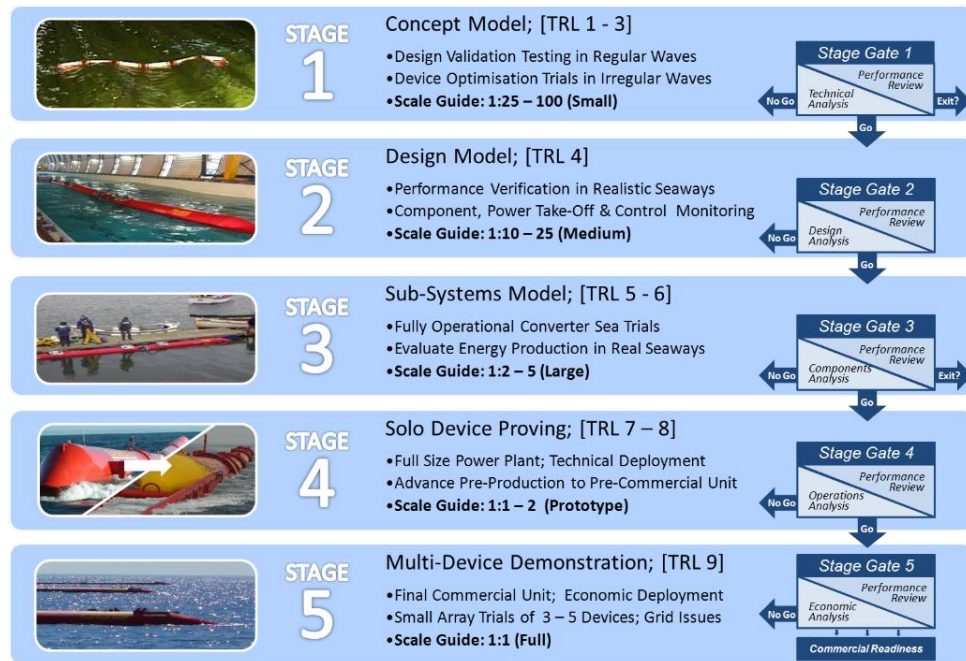 STAGE
1
Concept Model; [TRL 1 - 3]
•Design Validation Testing in Regular Waves
•Device Optimisation Trials in Irregular Waves
•Scale Guide: 1:25 – 100 (Small)
Stage Gate 1
Performance
Review
Technical
Analysis
No Go
Exit?
Go
STAGE
2
Design Model; [TRL 4]
•Performance Verification in Realistic Seaways
•Component, Power Take-Off & Control Monitoring
•Scale Guide: 1:10 – 25 (Medium)
Stage Gate 2
Performance
Review
Design
Analysis
No Go
Go
STAGE
3
Sub-Systems Model; [TRL 5 - 6]
•Fully Operational Converter Sea Trials
•Evaluate Energy Production in Real Seaways
•Scale Guide: 1:2 – 5 (Large)
Stage Gate 3
Performance
Review
Components
Analysis
No Go
Exit?
Go
STAGE
4
Solo Device Proving; [TRL 7 – 8]
•Full Size Power Plant; Technical Deployment
•Advance Pre-Production to Pre-Commercial Unit
•Scale Guide: 1:1 – 2 (Prototype)
Stage Gate 4
Performance
Review
Operations
Analysis
No Go
Go
STAGE
5
Multi-Device Demonstration; [TRL 9]
•Final Commercial Unit; Economic Deployment
•Small Array Trials of 3 – 5 Devices; Grid Issues
•Scale Guide: 1:1 (Full)
Stage Gate 5
Performance
Review
Economic
Analysis
No Go
Commercial Readiness